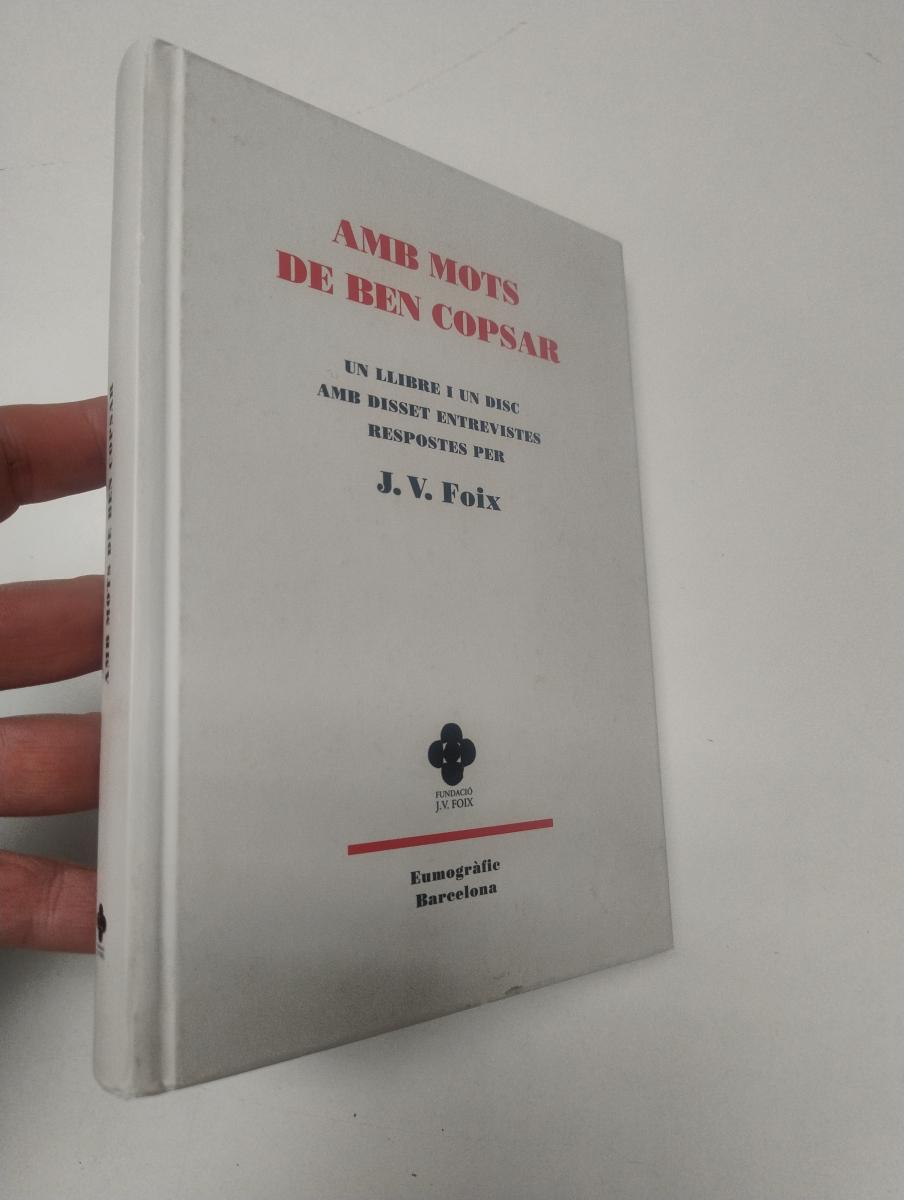 AMB MOTS
DE BEN COPSAR
UN LLIBRE I UN DISC
AMB DISSET ENTREVISTES
RESPOSTES PER
J. V. Foix
FUNDACIÓ
J.V. FOIX
Eumogràfic
Barcelona
AMB MOTS DE BEN COPSAR